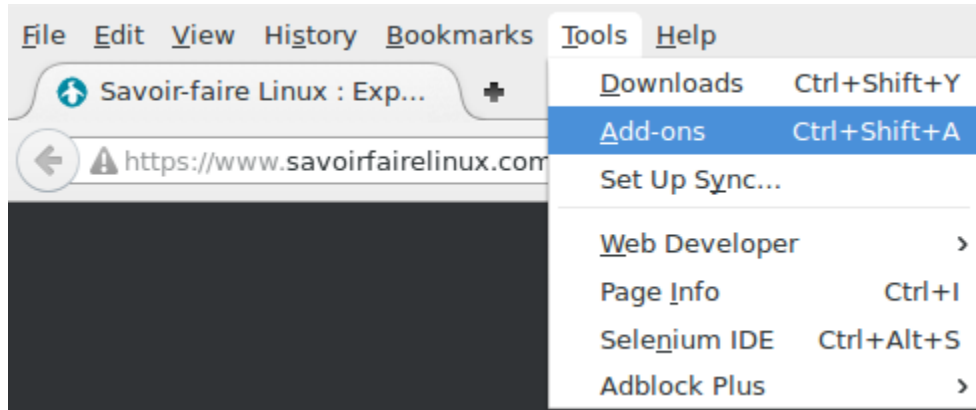 File Edit View History Bookmarks Tools Help
Savoir-faire Linux : Exp...
https://www.savoirfairelinux.com
Downloads Ctrl+Shift+Y
Add-ons Ctrl+Shift+A
Set Up Sync...
Web Developer
Page Info Ctrl+I
Selenium IDE Ctrl+Alt+S
Adblock Plus